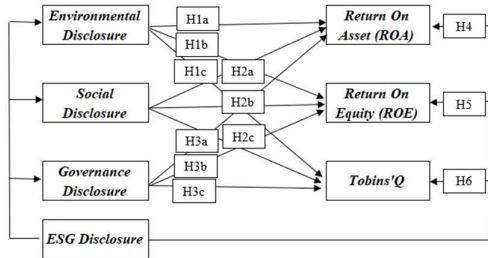 Environmental
Disclosure
H1a
H1b
H1c
Return On
Asset (ROA)
H4
H2a
Social
Disclosure
H2b
Return On
Equity (ROE)
H5
H3a
H2c
H3b
H3c
Governance
Disclosure
Tobins'Q
H6
ESG Disclosure